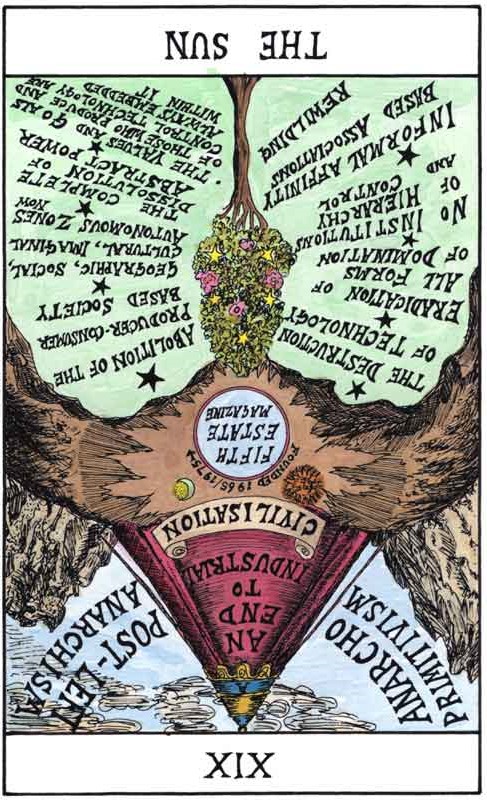 XIX
ANARCHO
PRIMITIVISM
POST-LEFT
ANARCHISM
AN
END
TO
INDUSTRIAL
CIVILISATION
FOUNDED 1965/1975
FIFTH
ESTATE
MAGAZINE
THE DESTRUCTION
OF TECHNOLOGY
ERADICATION OF
ALL FORMS
OF DOMINATION
NO INSTITUTIONS
OF HIERARCHY
AND CONTROL
INFORMAL AFFINITY
BASED ASSOCIATIONS
REWILDING
ABOLITION OF THE
PRODUCER-CONSUMER
BASED SOCIETY
GEOGRAPHIC, SOCIAL,
CULTURAL, IMAGINAL
AUTONOMOUS ZONES NOW
THE COMPLETE
DISSOLUTION OF
ABSTRACT POWER
THE VALUES AND GOALS
OF THOSE WHO PRODUCE AND
CONTROL TECHNOLOGY ARE
ALWAYS EMBEDDED
WITHIN IT
THE SUN